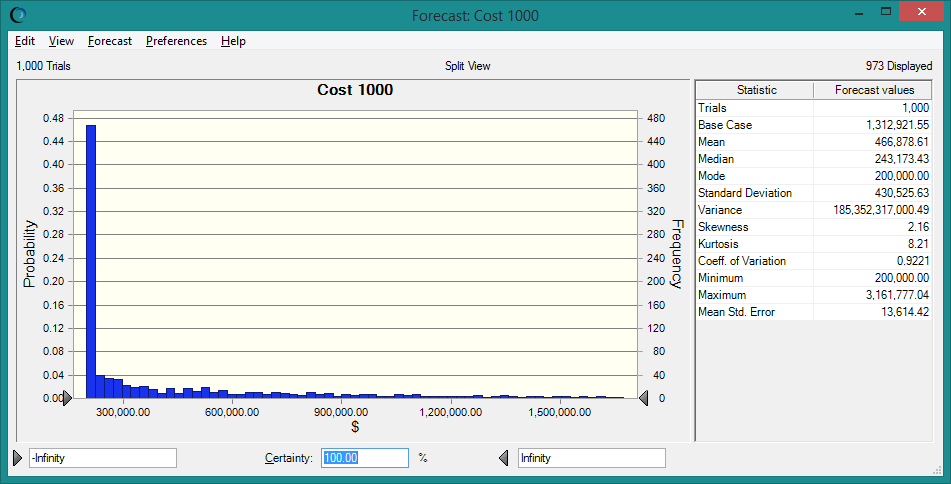 Forecast: Cost 1000
Edit View Forecast Preferences Help
1,000 Trials Split View 973 Displayed
Cost 1000
0.48
0.44
0.40
0.36
0.32
0.28
0.24
0.20
0.16
0.12
0.08
0.04
0.00
Probability
480
440
400
360
320
280
240
200
160
120
80
40
0
Frequency
300,000.00 600,000.00 900,000.00 1,200,000.00 1,500,000.00
$
Statistic Forecast values
Trials 1,000
Base Case 1,312,921.55
Mean 466,878.61
Median 243,173.43
Mode 200,000.00
Standard Deviation 430,525.63
Variance 185,352,317,000.49
Skewness 2.16
Kurtosis 8.21
Coeff. of Variation 0.9221
Minimum 200,000.00
Maximum 3,161,777.04
Mean Std. Error 13,614.42
-Infinity Certainty: 100.00 % Infinity